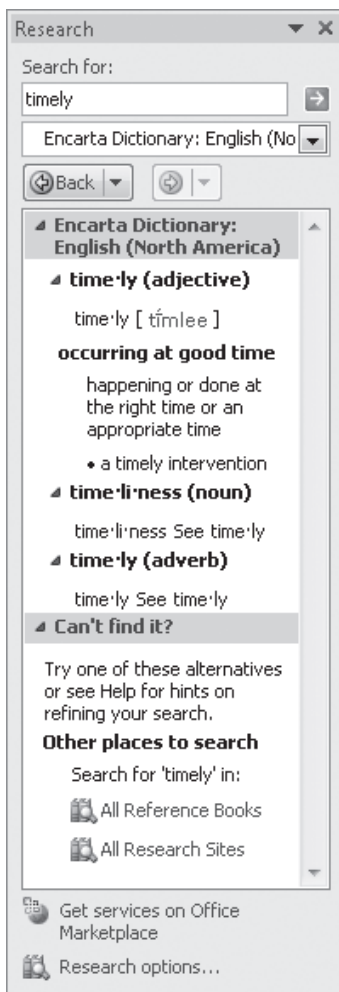 Research
Search for:
timely
Encarta Dictionary: English (No
Back
Encarta Dictionary:
English (North America)
time·ly (adjective)
time·ly [ tímlee ]
occurring at good time
happening or done at
the right time or an
appropriate time
• a timely intervention
time·li·ness (noun)
time·li·ness See time·ly
time·ly (adverb)
time·ly See time·ly
Can't find it?
Try one of these alternatives
or see Help for hints on
refining your search.
Other places to search
Search for 'timely' in:
All Reference Books
All Research Sites
Get services on Office
Marketplace
Research options...